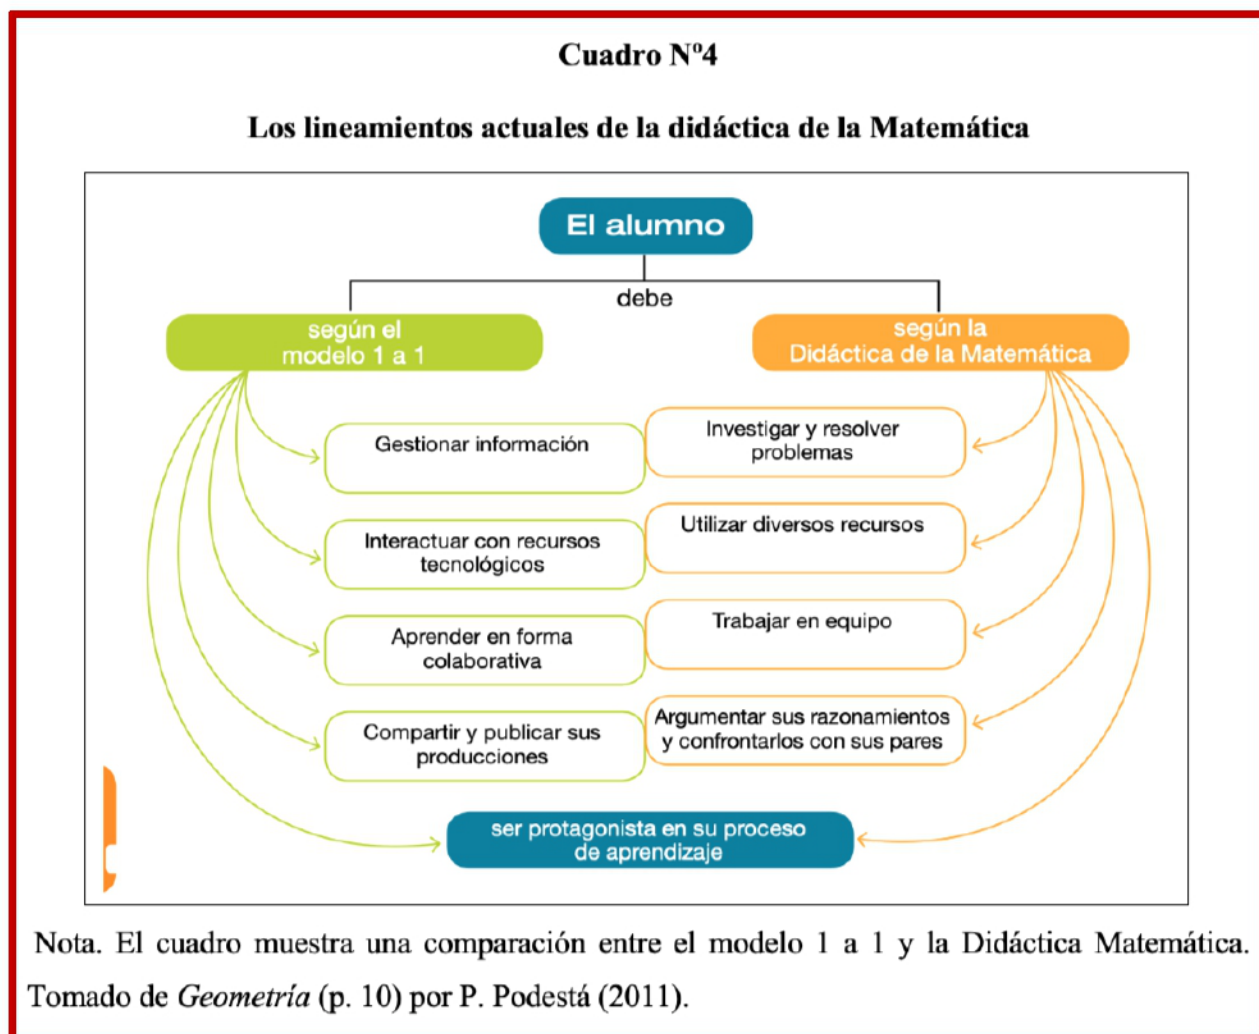 Cuadro Nº4
Los lineamientos actuales de la didáctica de la Matemática
El alumno
debe
según el
modelo 1 a 1
según la
Didáctica de la Matemática
Gestionar información
Investigar y resolver
problemas
Interactuar con recursos
tecnológicos
Utilizar diversos recursos
Aprender en forma
colaborativa
Trabajar en equipo
Compartir y publicar sus
producciones
Argumentar sus razonamientos
y confrontarlos con sus pares
ser protagonista en su proceso
de aprendizaje
Nota. El cuadro muestra una comparación entre el modelo 1 a 1 y la Didáctica Matemática.
Tomado de Geometría (p. 10) por P. Podestá (2011).